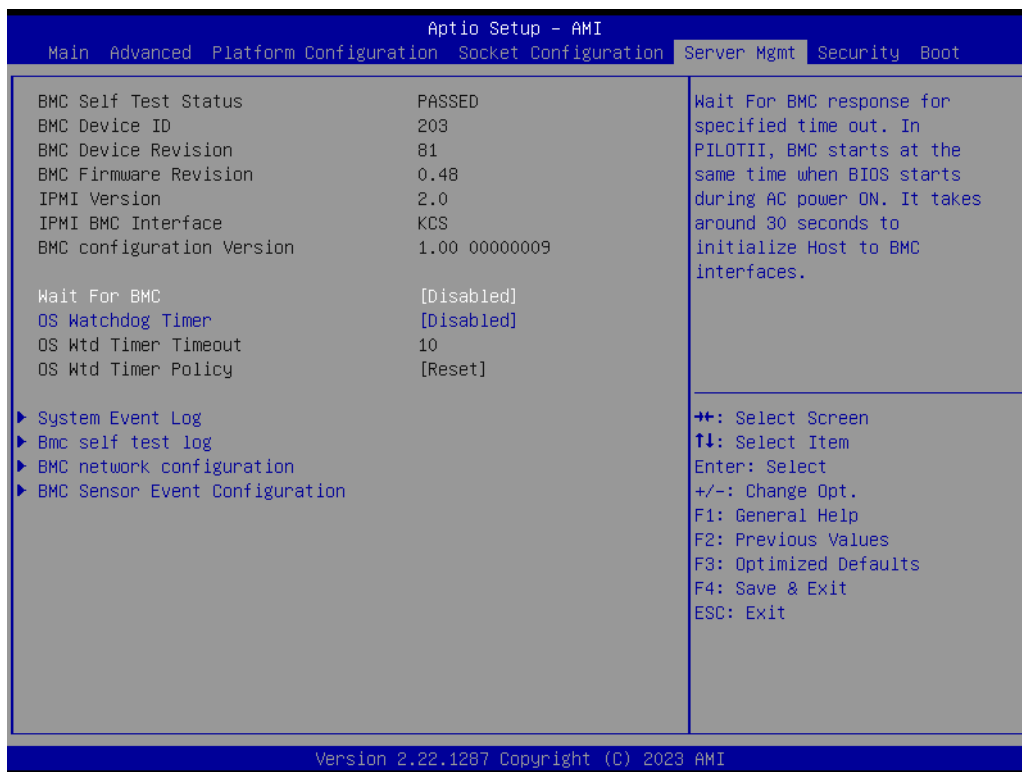 Aptio Setup – AMI
Main Advanced Platform Configuration Socket Configuration Server Mgmt Security Boot
BMC Self Test Status PASSED
BMC Device ID 203
BMC Device Revision 81
BMC Firmware Revision 0.48
IPMI Version 2.0
IPMI BMC Interface KCS
BMC configuration Version 1.00 00000009
Wait For BMC [Disabled]
OS Watchdog Timer [Disabled]
OS Wtd Timer Timeout 10
OS Wtd Timer Policy [Reset]
System Event Log
Bmc self test log
BMC network configuration
BMC Sensor Event Configuration
Wait For BMC response for
specified time out. In
PILOTII, BMC starts at the
same time when BIOS starts
during AC power ON. It takes
around 30 seconds to
initialize Host to BMC
interfaces.
→←: Select Screen
↑↓: Select Item
Enter: Select
+/-: Change Opt.
F1: General Help
F2: Previous Values
F3: Optimized Defaults
F4: Save & Exit
ESC: Exit
Version 2.22.1287 Copyright (C) 2023 AMI